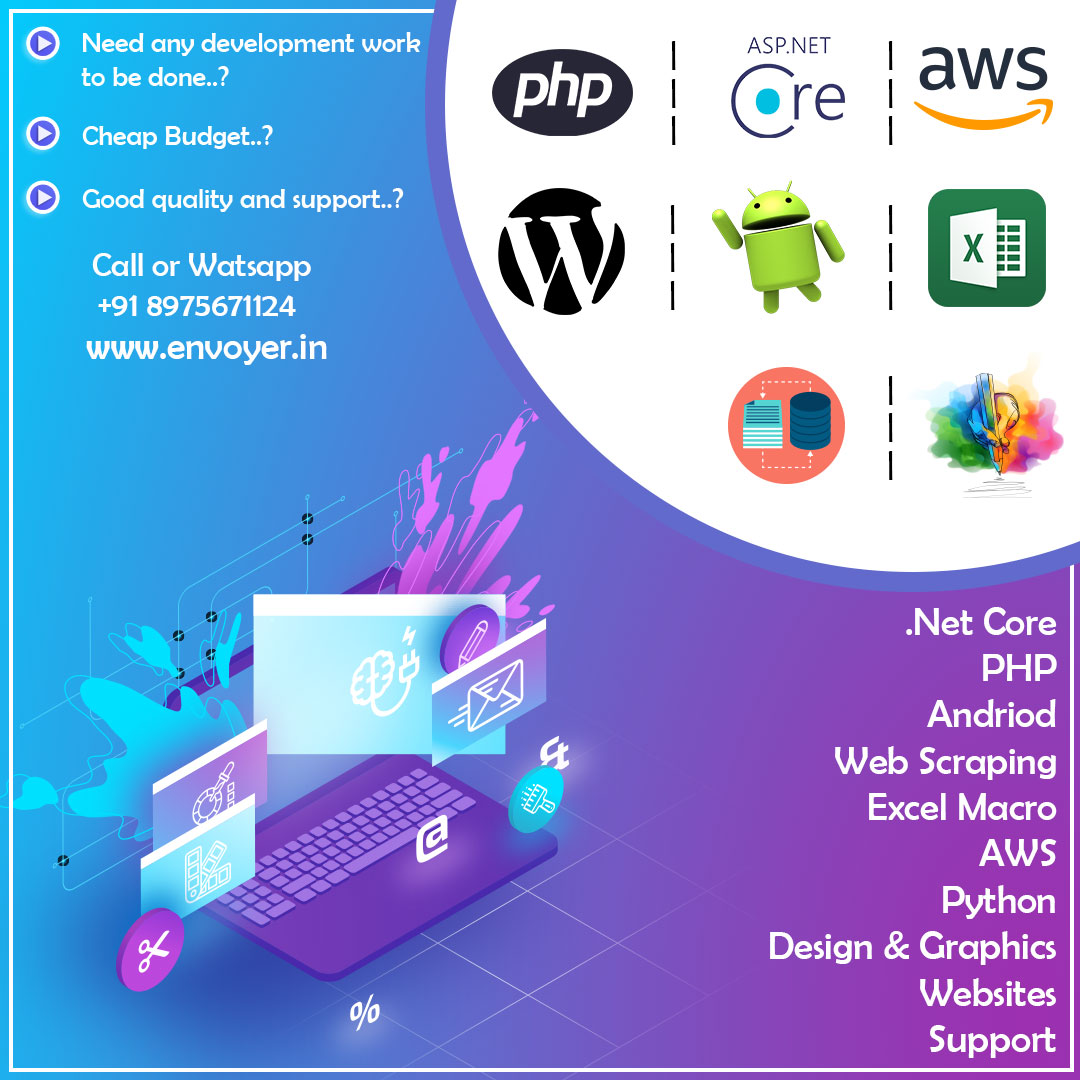 Need any development work
to be done..?
Cheap Budget..?
Good quality and support..?
Call or Watsapp
+91 8975671124
www.envoyer.in
php
ASP.NET
Core
aws
W
X
@
%
.Net Core
PHP
Andriod
Web Scraping
Excel Macro
AWS
Python
Design & Graphics
Websites
Support